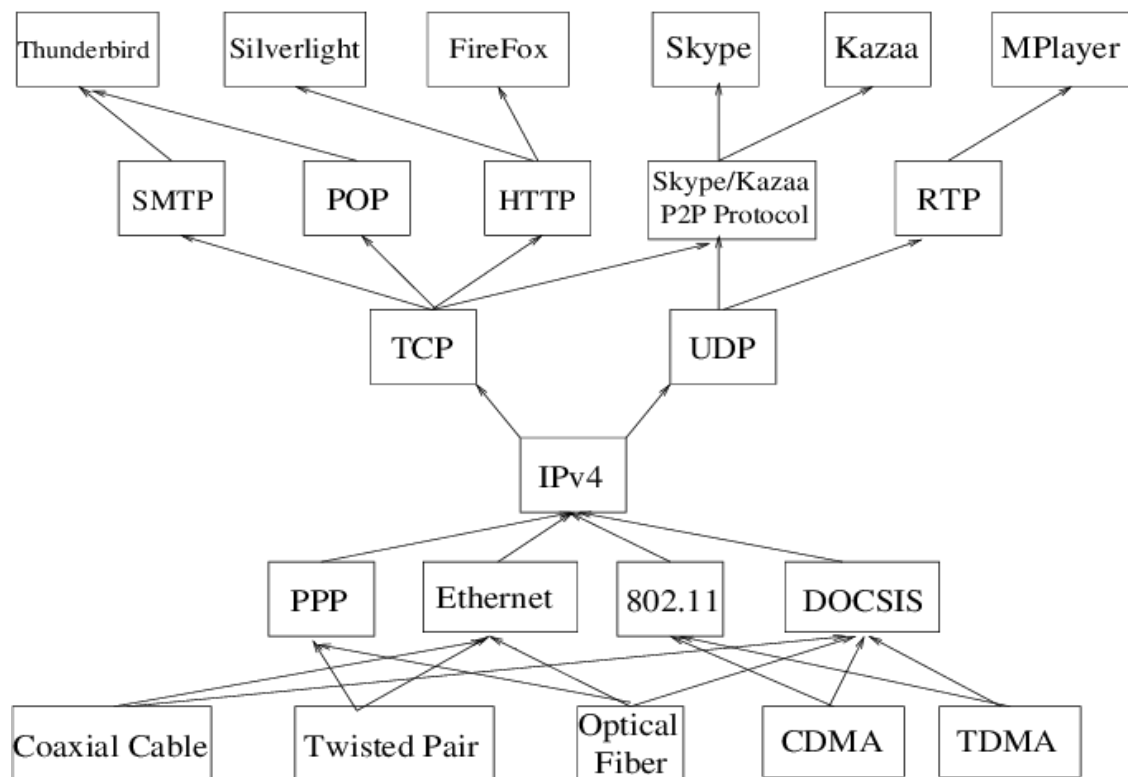 Thunderbird
Silverlight
FireFox
Skype
Kazaa
MPlayer
SMTP
POP
HTTP
Skype/Kazaa
P2P Protocol
RTP
TCP
UDP
IPv4
PPP
Ethernet
802.11
DOCSIS
Coaxial Cable
Twisted Pair
Optical
Fiber
CDMA
TDMA